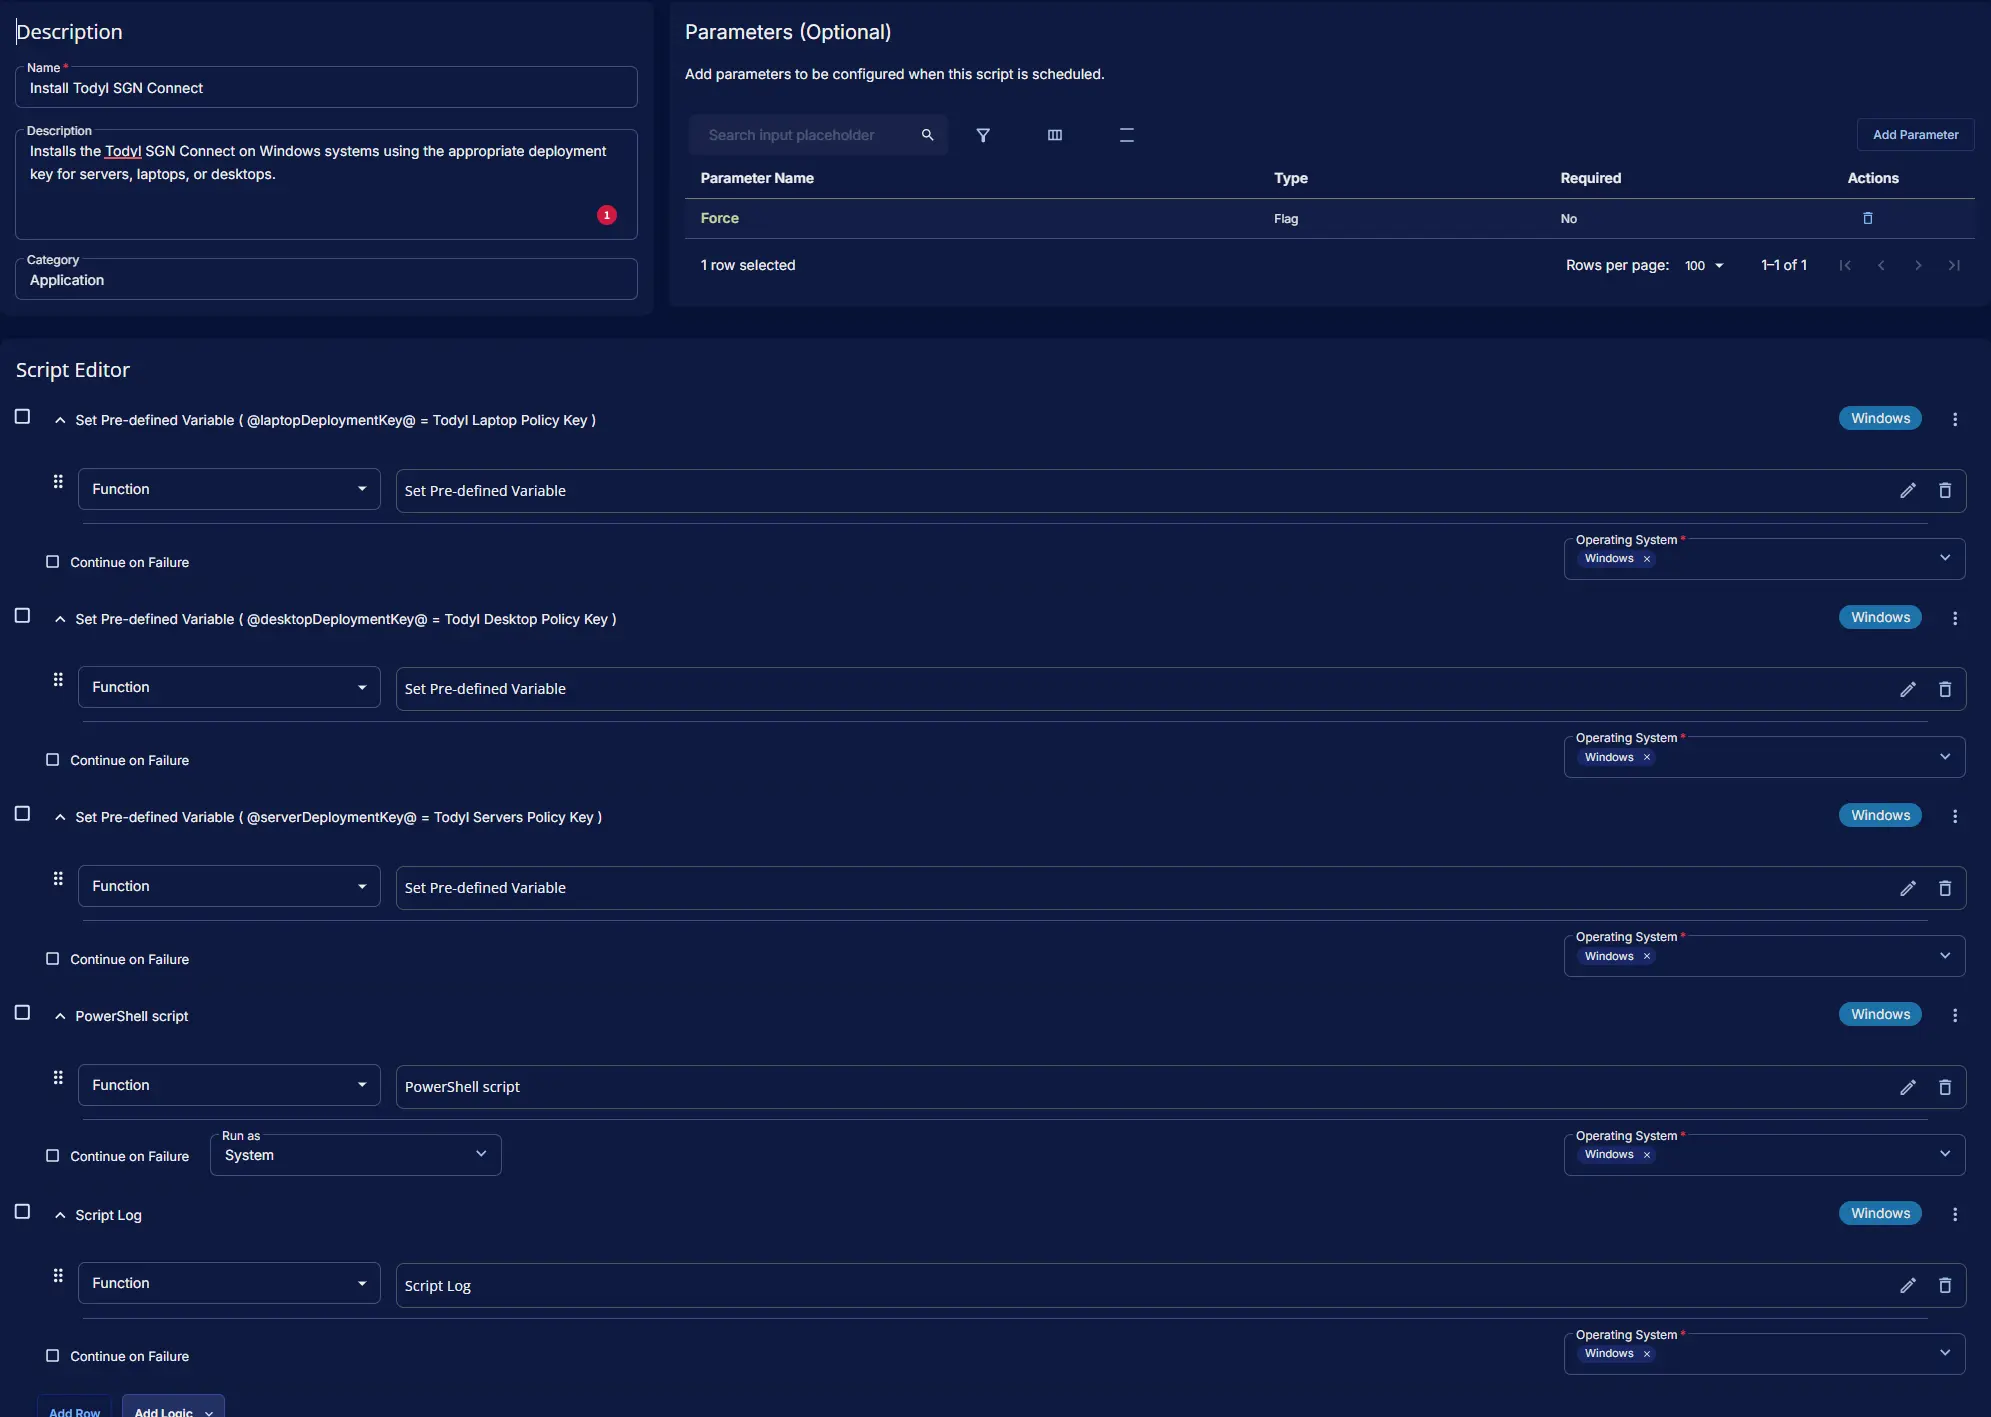 Description
Name *
Install Todyl SGN Connect
Description
Installs the Todyl SGN Connect on Windows systems using the appropriate deployment
key for servers, laptops, or desktops.
1
Category
Application
Parameters (Optional)
Add parameters to be configured when this script is scheduled.
Search input placeholder
Add Parameter
Parameter Name Type Required Actions
Force Flag No
1 row selected Rows per page: 100 1–1 of 1
Script Editor
Set Pre-defined Variable ( @laptopDeploymentKey@ = Todyl Laptop Policy Key ) Windows
Function Set Pre-defined Variable
Operating System *
Continue on Failure Windows ×
Set Pre-defined Variable ( @desktopDeploymentKey@ = Todyl Desktop Policy Key ) Windows
Function Set Pre-defined Variable
Operating System *
Continue on Failure Windows ×
Set Pre-defined Variable ( @serverDeploymentKey@ = Todyl Servers Policy Key ) Windows
Function Set Pre-defined Variable
Operating System *
Continue on Failure Windows ×
PowerShell script Windows
Function PowerShell script
Run as Operating System *
Continue on Failure System Windows ×
Script Log Windows
Function Script Log
Operating System *
Continue on Failure Windows ×
Add Row Add Logic